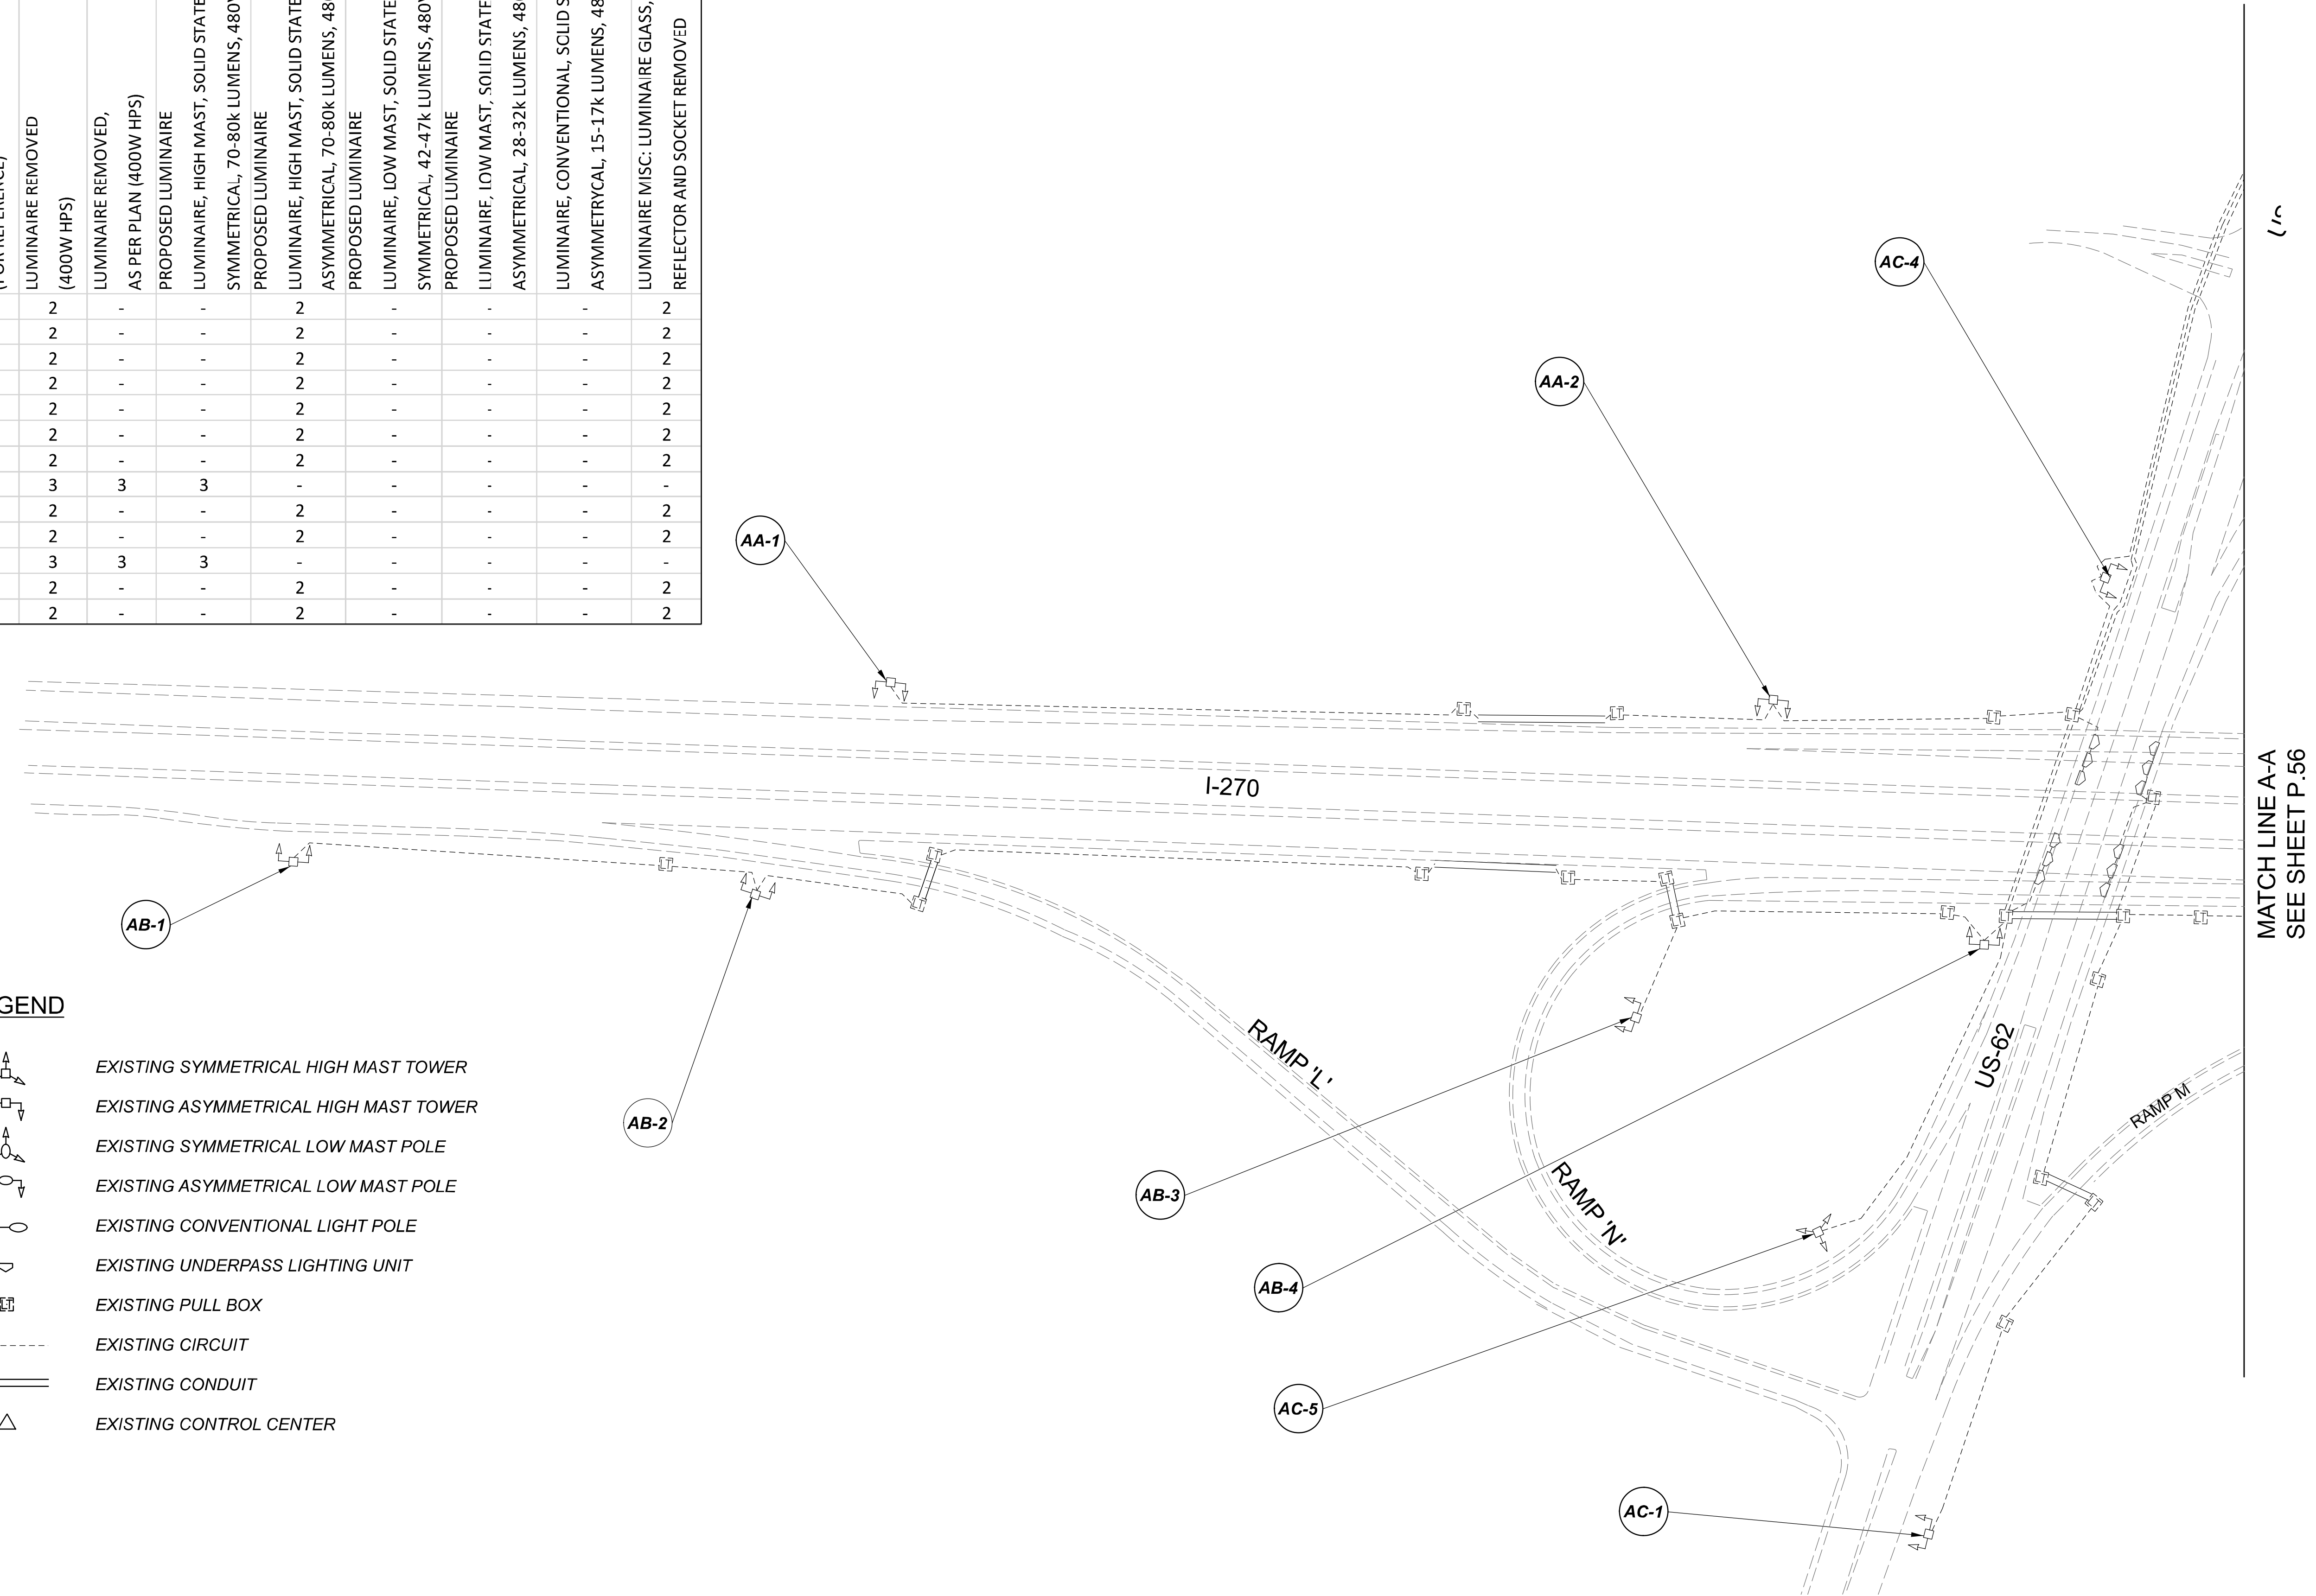 LUMINAIRE REMOVED
(400W HPS)
LUMINAIRE REMOVED,
AS PER PLAN (400W HPS)
PROPOSED LUMINAIRE
LUMINAIRE, HIGH MAST, SOLID STATE
SYMMETRICAL, 70-80k LUMENS, 480V
PROPOSED LUMINAIRE
LUMINAIRE, HIGH MAST, SOLID STATE
ASYMMETRICAL, 70-80k LUMENS, 480
PROPOSED LUMINAIRE
LUMINAIRE, LOW MAST, SOLID STATE
SYMMETRICAL, 42-47k LUMENS, 480V
PROPOSED LUMINAIRE
LUMINAIRE, LOW MAST, SOLID STATE
ASYMMETRICAL, 28-32k LUMENS, 480
LUMINAIRE, CONVENTIONAL, SOLID S
ASYMMETRYCAL, 15-17k LUMENS, 48
LUMINAIRE MISC: LUMINAIRE GLASS,
REFLECTOR AND SOCKET REMOVED
2 - - 2 - - - 2
2 - - 2 - - - 2
2 - - 2 - - - 2
2 - - 2 - - - 2
2 - - 2 - - - 2
2 - - 2 - - - 2
2 - - 2 - - - 2
3 3 3 - - - - -
2 - - 2 - - - 2
2 - - 2 - - - 2
3 3 3 - - - - -
2 - - 2 - - - 2
2 - - 2 - - - 2
AC-4
AA-2
AA-1
I-270
MATCH LINE A-A
SEE SHEET P.56
AB-1
AB-2
RAMP 'L'
US-62
RAMP M
AB-3
RAMP 'N'
AB-4
AC-5
AC-1
GEND
EXISTING SYMMETRICAL HIGH MAST TOWER
EXISTING ASYMMETRICAL HIGH MAST TOWER
EXISTING SYMMETRICAL LOW MAST POLE
EXISTING ASYMMETRICAL LOW MAST POLE
EXISTING CONVENTIONAL LIGHT POLE
EXISTING UNDERPASS LIGHTING UNIT
EXISTING PULL BOX
EXISTING CIRCUIT
EXISTING CONDUIT
EXISTING CONTROL CENTER